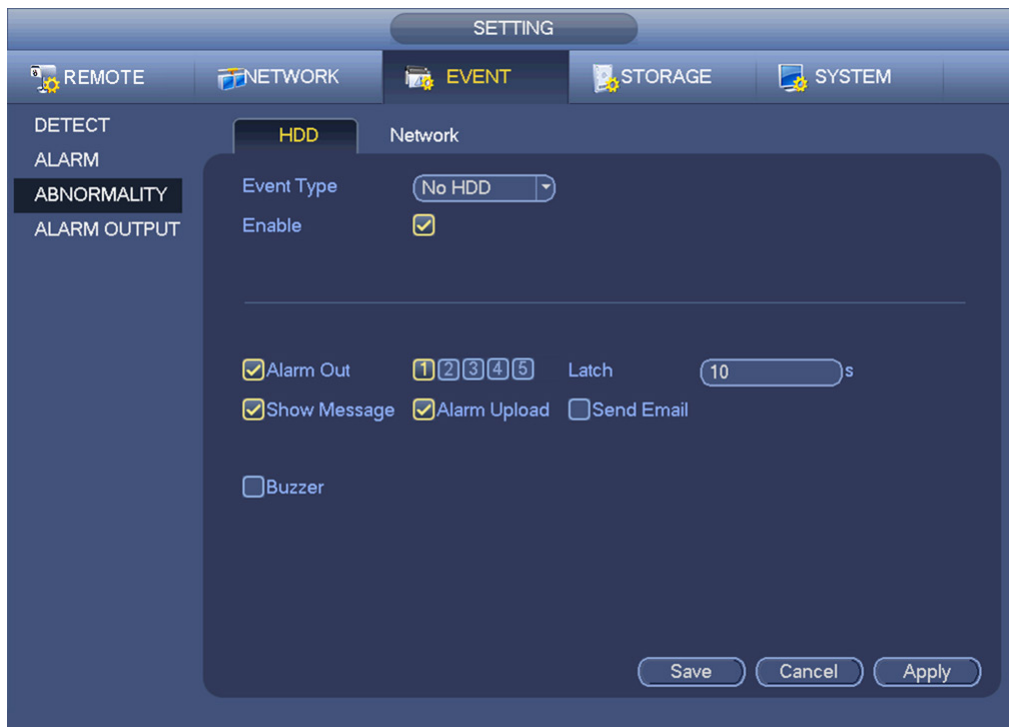 SETTING
REMOTE NETWORK EVENT STORAGE SYSTEM
DETECT
ALARM
ABNORMALITY
ALARM OUTPUT
HDD Network
Event Type No HDD
Enable
Alarm Out 1 2 3 4 5 Latch 10 s
Show Message Alarm Upload Send Email
Buzzer
Save Cancel Apply